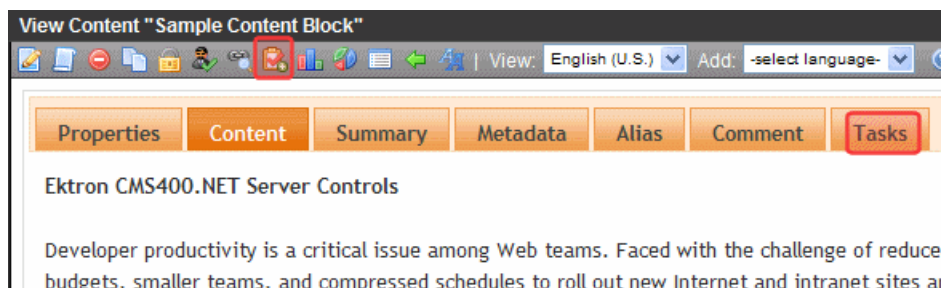 View Content "Sample Content Block"
View: English (U.S.) Add: -select language-
Properties Content Summary Metadata Alias Comment Tasks
Ektron CMS400.NET Server Controls
Developer productivity is a critical issue among Web teams. Faced with the challenge of reduce
budgets, smaller teams, and compressed schedules to roll out new Internet and intranet sites a